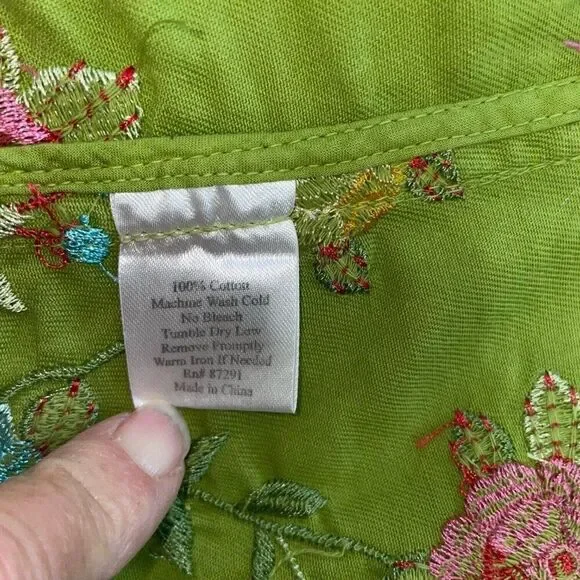 100% Cotton
Machine Wash Cold
No Bleach
Tumble Dry Low
Remove Promptly
Warm Iron If Needed
Rn# 87291
Made in China